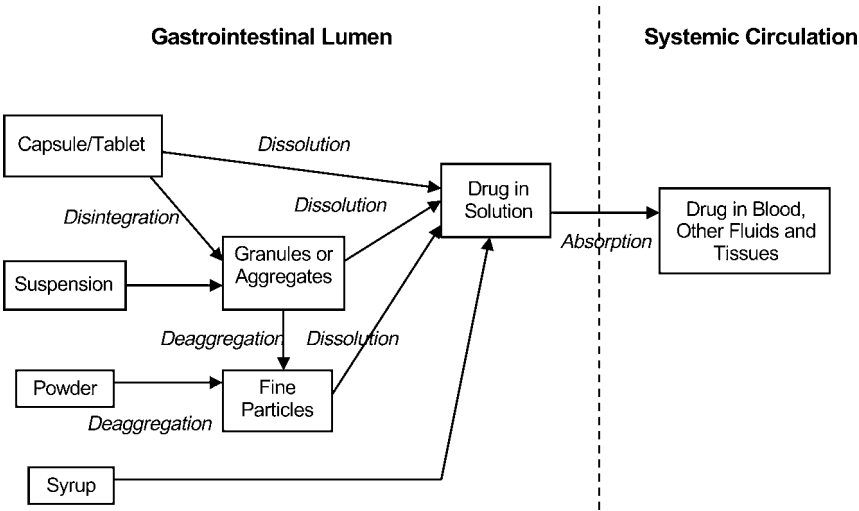 Gastrointestinal Lumen
Systemic Circulation
Capsule/Tablet
Dissolution
Drug in
Solution
Dissolution
Disintegration
Drug in Blood,
Other Fluids and
Tissues
Absorption
Granules or
Aggregates
Suspension
Deaggregation
Dissolution
Powder
Fine
Particles
Deaggregation
Syrup